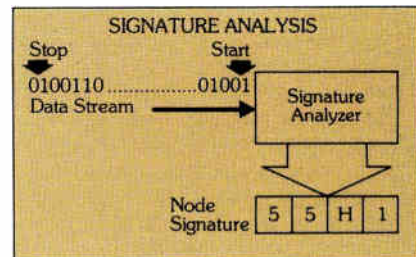 SIGNATURE ANALYSIS
Stop Start
0100110....................01001
Data Stream
Signature
Analyzer
Node
Signature
5 5 H 1